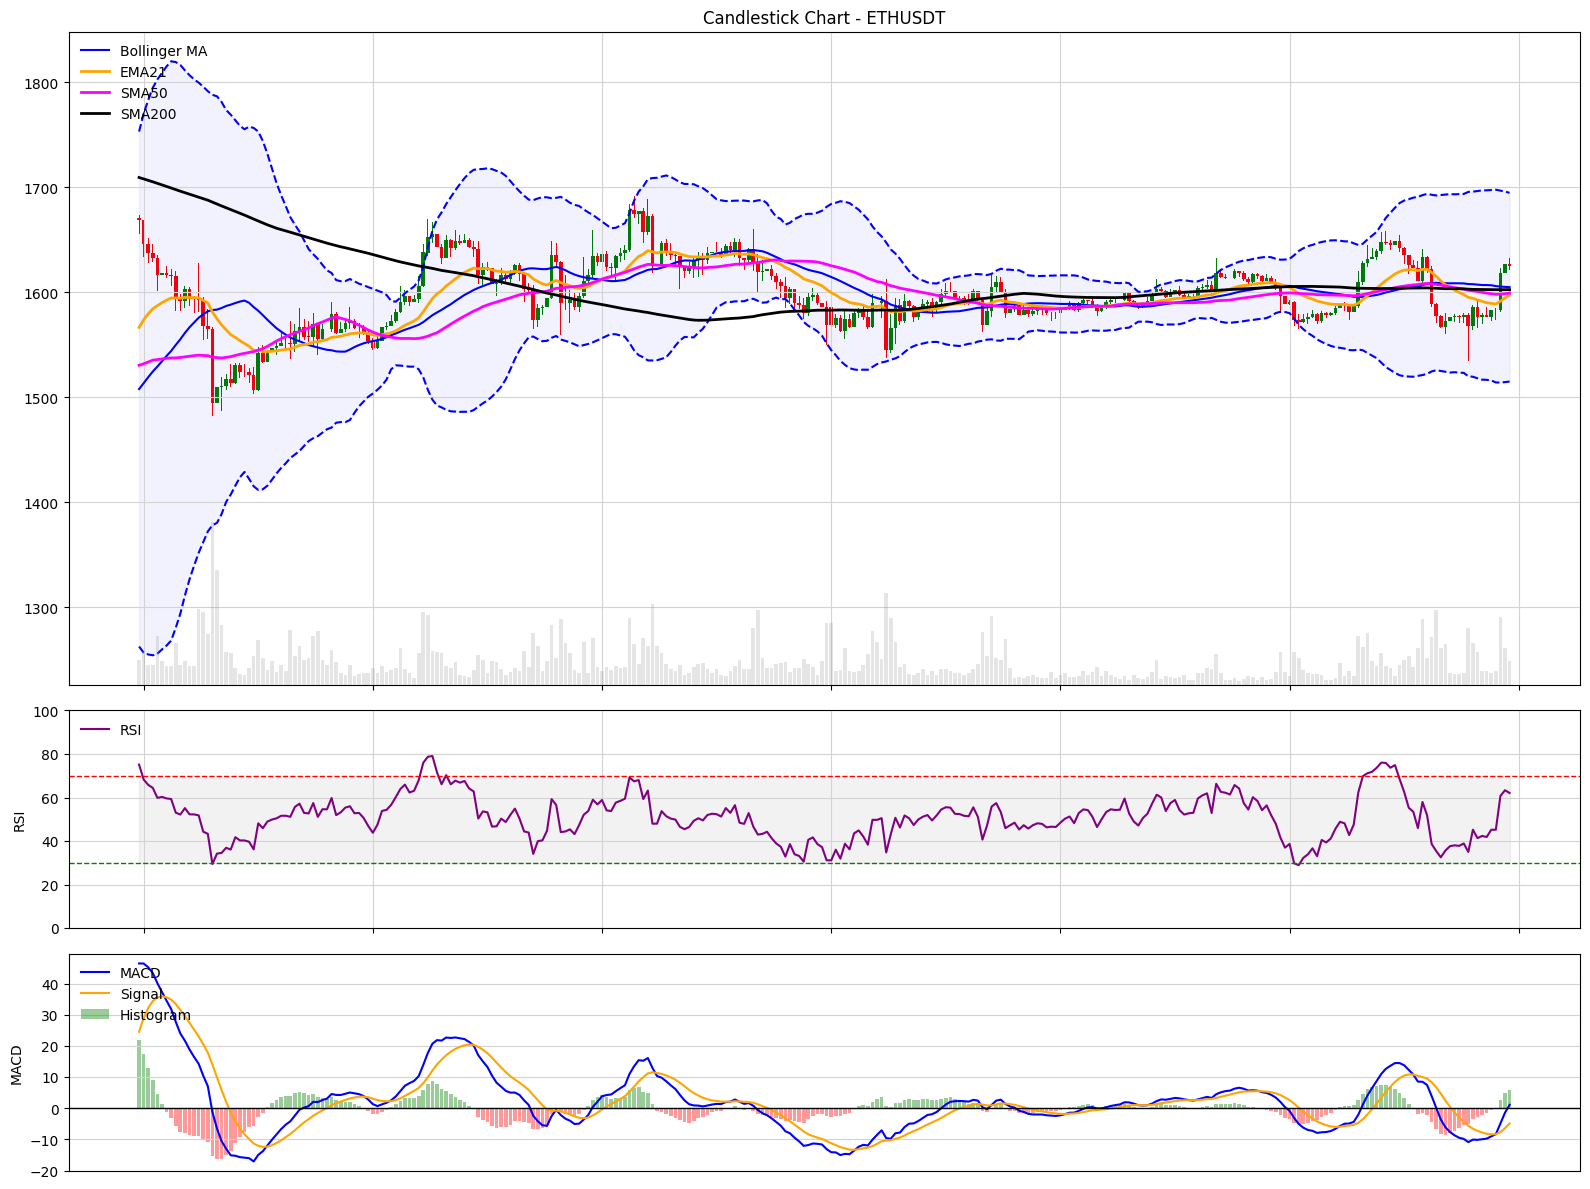 Candlestick Chart - ETHUSDT
Bollinger MA
EMA21
SMA50
SMA200
1800
1700
1600
1500
1400
1300
RSI
RSI
100
80
60
40
20
0
MACD
Signal
Histogram
MACD
40
30
20
10
0
−10
−20